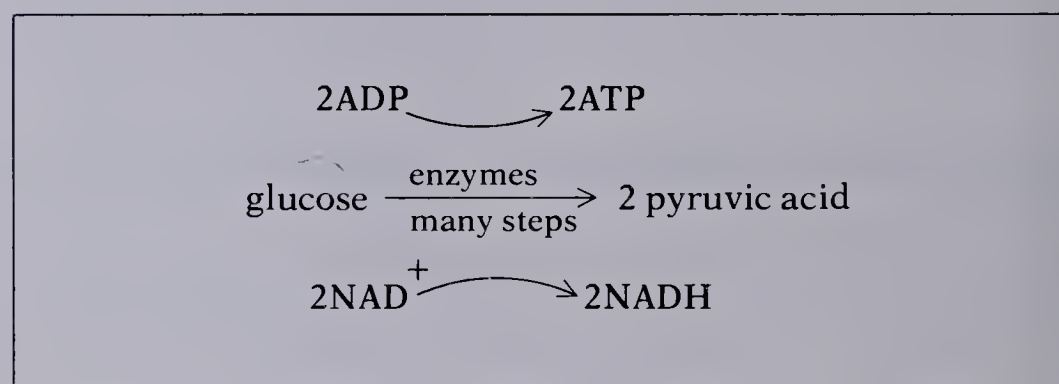 2ADP 2ATP
enzymes
glucose 2 pyruvic acid
many steps
2NAD+ 2NADH